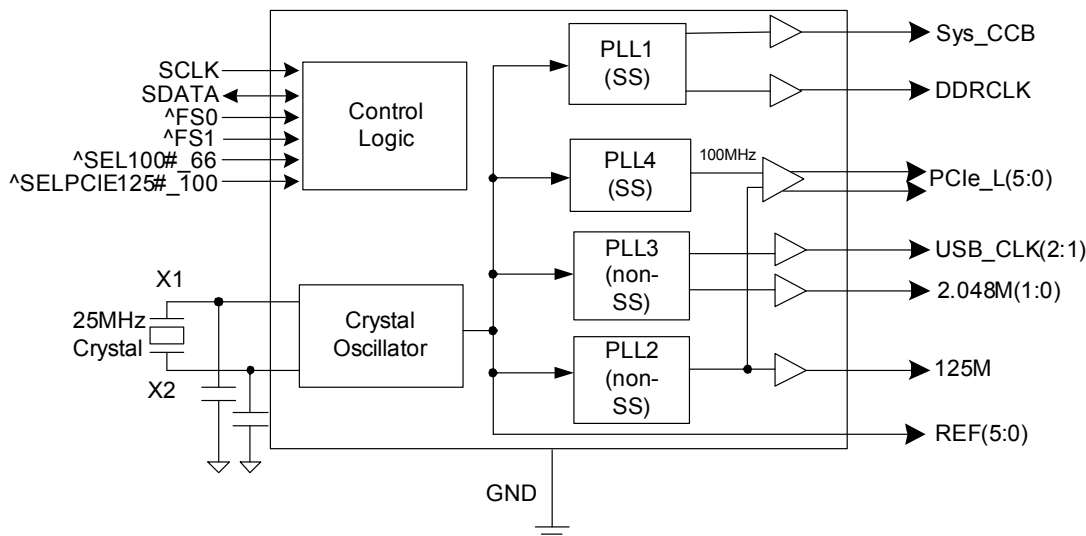 SCLK
SDATA
^FS0
^FS1
^SEL100#_66
^SELPCIE125#_100
Control
Logic
X1
25MHz
Crystal
X2
Crystal
Oscillator
PLL1
(SS)
PLL4
(SS)
100MHz
PLL3
(non-
SS)
PLL2
(non-
SS)
Sys_CCB
DDRCLK
PCIe_L(5:0)
USB_CLK(2:1)
2.048M(1:0)
125M
REF(5:0)
GND